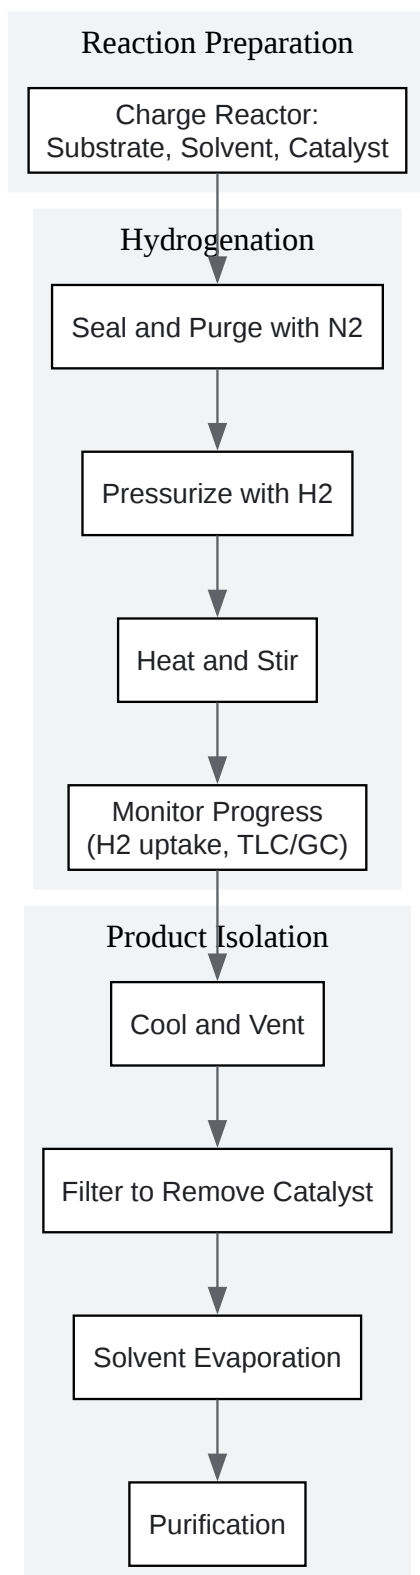 Reaction Preparation
Charge Reactor:
Substrate, Solvent, Catalyst
Hydrogenation
Seal and Purge with N2
Pressurize with H2
Heat and Stir
Monitor Progress
(H2 uptake, TLC/GC)
Product Isolation
Cool and Vent
Filter to Remove Catalyst
Solvent Evaporation
Purification